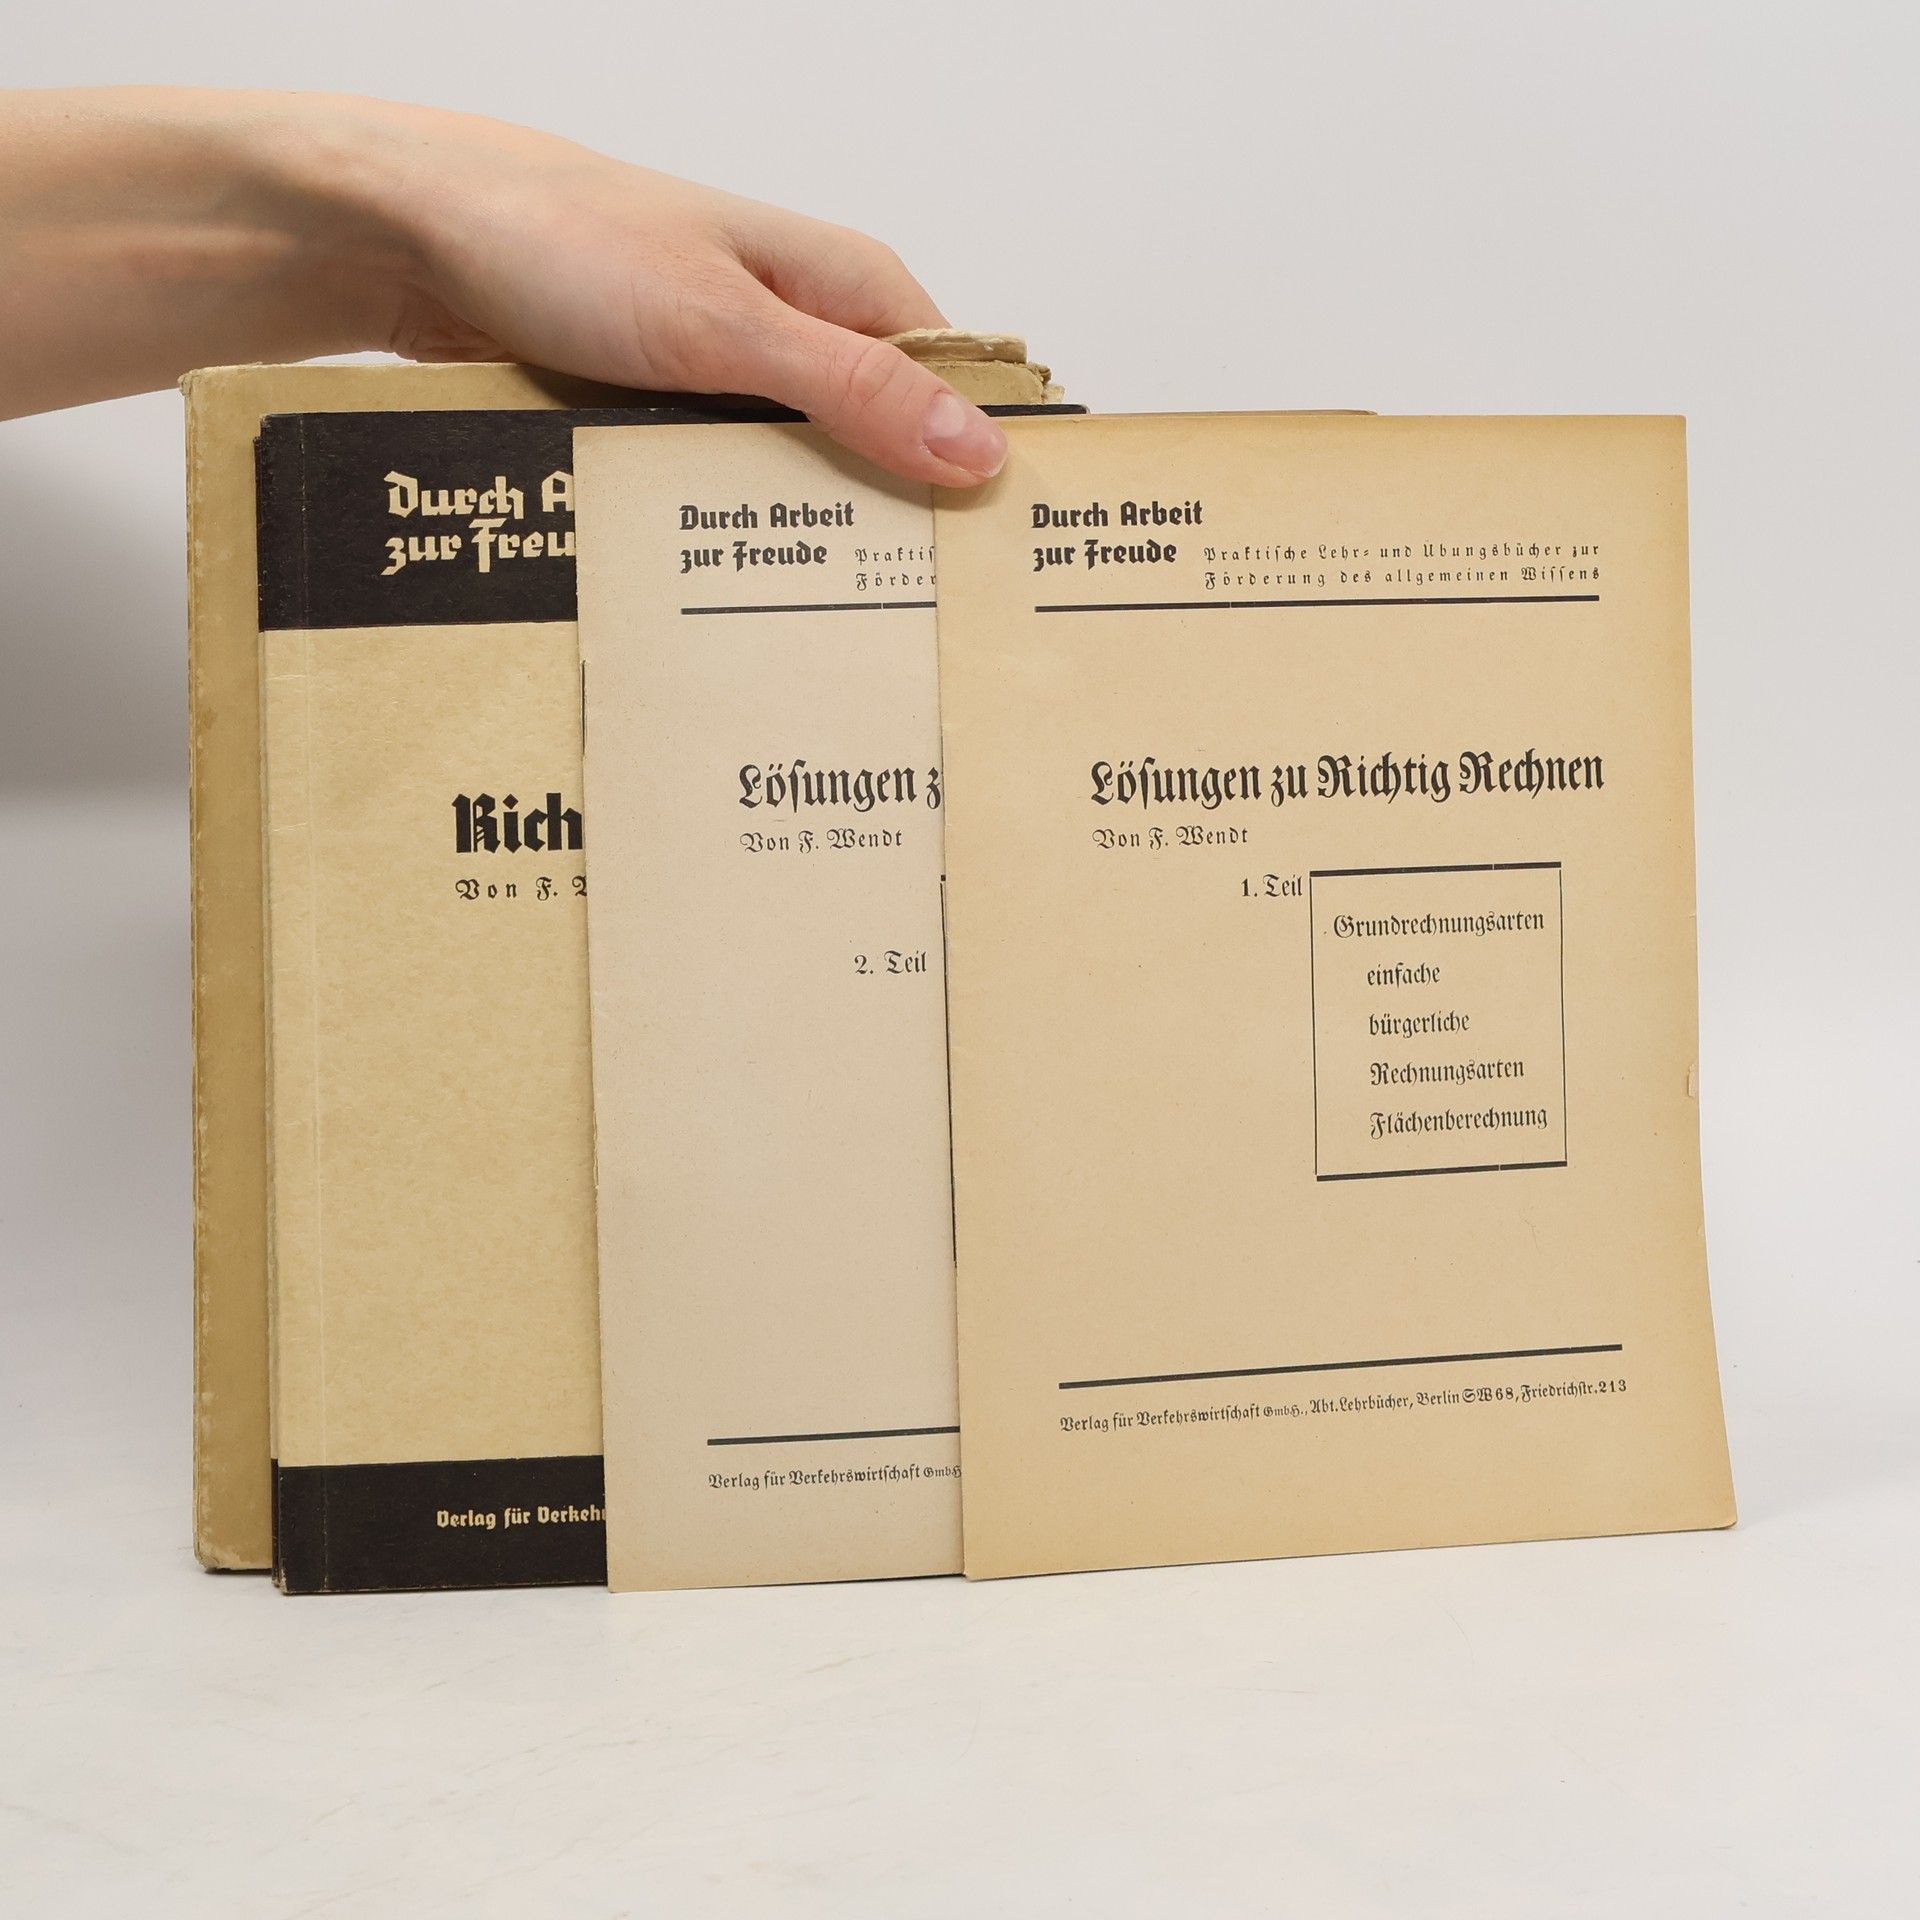 Durch A
zur Freu
Rich
Von F.
Verlag für Verkeh
Durch Arbeit
zur Freude
Praktis
Förder
Lösungen z
Von F. Wendt
2. Teil
Verlag für Verkehrswirtschaft GmbH
Durch Arbeit
zur Freude
Praktische Lehr- und Übungsbücher zur
Förderung des allgemeinen Wissens
Lösungen zu Richtig Rechnen
Von F. Wendt
1. Teil
Grundrechnungsarten
einfache
bürgerliche
Rechnungsarten
Flächenberechnung
Verlag für Verkehrswirtschaft GmbH., Abt. Lehrbücher, Berlin SW 68, Friedrichstr. 213